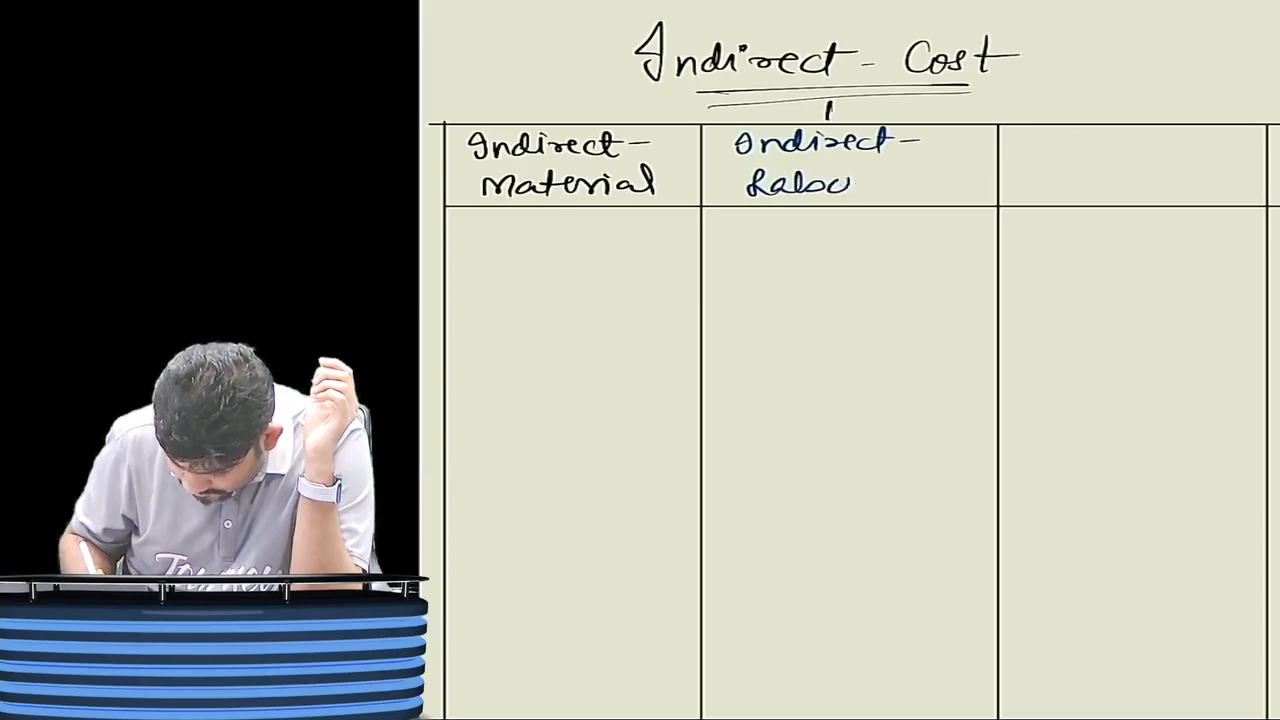 Indirect - Cost
Indirect -
Material
Indirect -
Labou